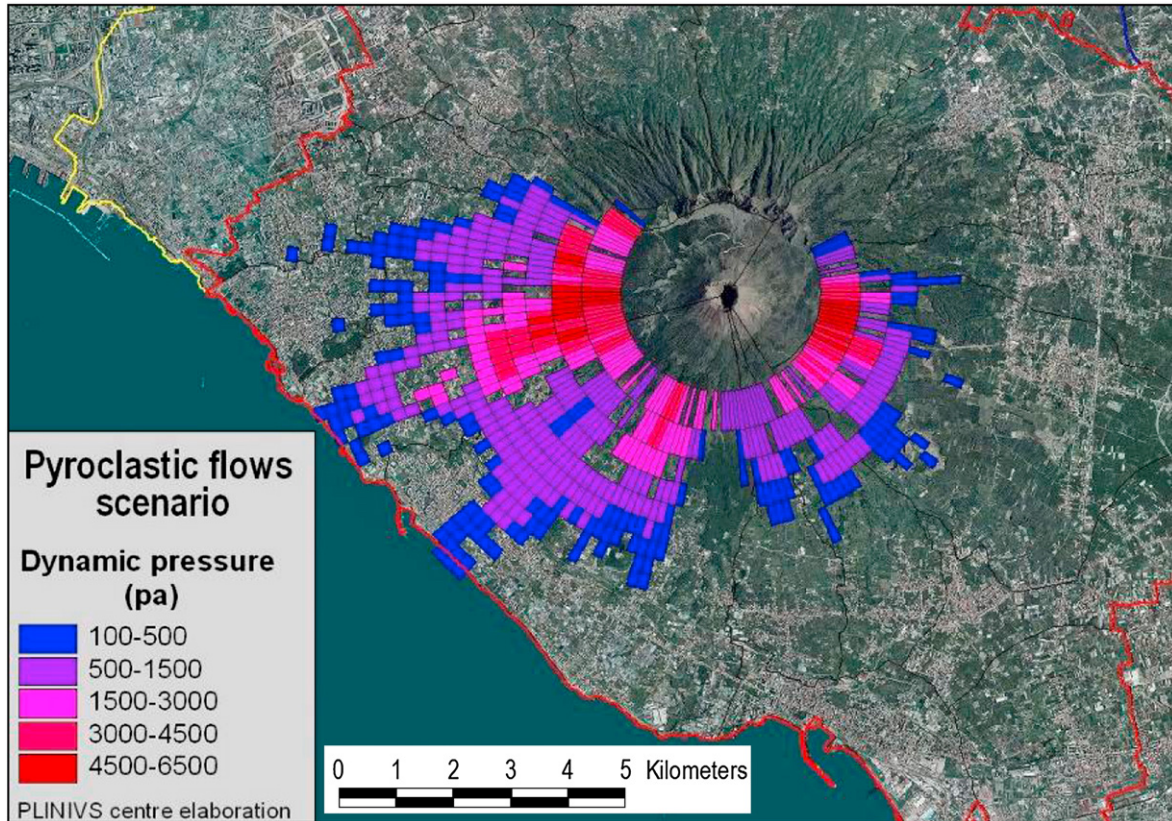 Pyroclastic flows
scenario
Dynamic pressure
(pa)
100-500
500-1500
1500-3000
3000-4500
4500-6500
PLINIVS centre elaboration
0 1 2 3 4 5 Kilometers